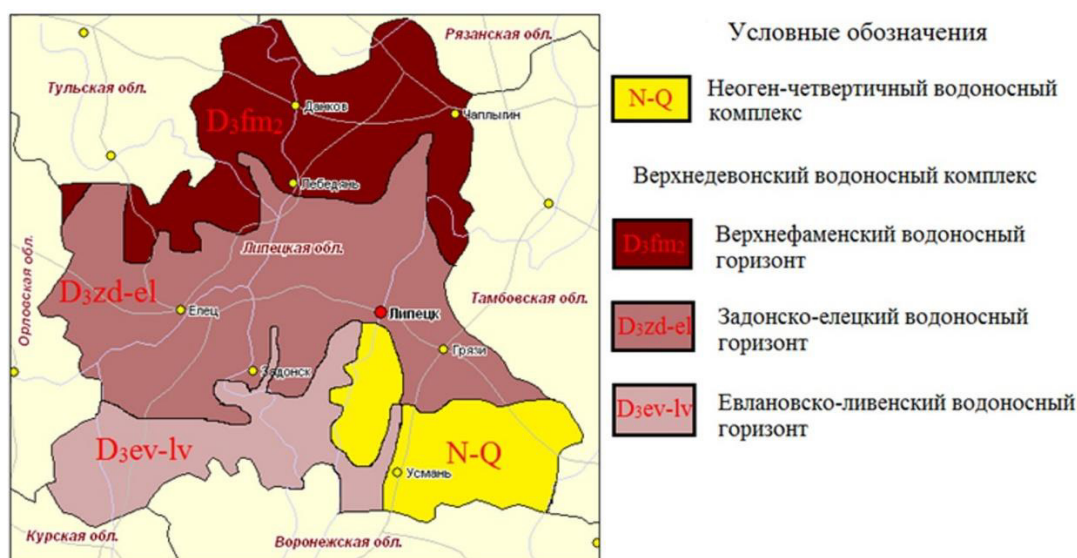 Рязанская обл.
Тульская обл.
Данков
Чаплыгин
D₃fm₂
Лебедянь
Липецкая обл.
Орловская обл.
D₃zd-el
Елец
Липецк
Тамбовская обл.
Грязи
Задонск
D₃ev-lv
N-Q
Усмань
Курская обл.
Воронежская обл.
Условные обозначения
N-Q
Неоген-четвертичный водоносный
комплекс
Верхнедевонский водоносный комплекс
D₃fm₂
Верхнефаменский водоносный
горизонт
D₃zd-el
Задонско-елецкий водоносный
горизонт
D₃ev-lv
Евлановско-ливенский водоносный
горизонт